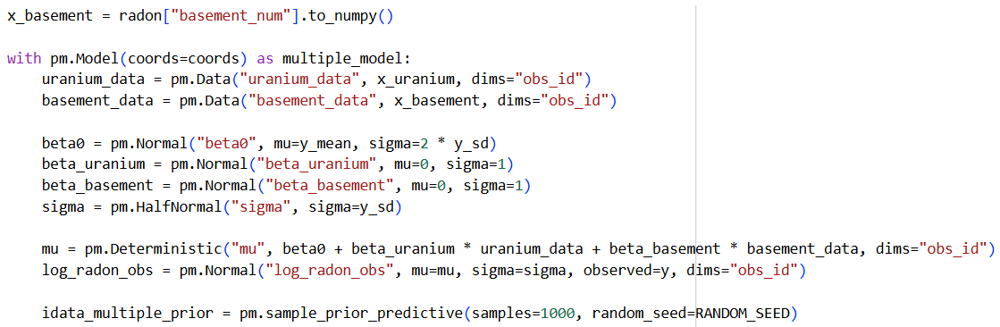 x_basement = radon["basement_num"].to_numpy()
with pm.Model(coords=coords) as multiple_model:
uranium_data = pm.Data("uranium_data", x_uranium, dims="obs_id")
basement_data = pm.Data("basement_data", x_basement, dims="obs_id")
beta0 = pm.Normal("beta0", mu=y_mean, sigma=2 * y_sd)
beta_uranium = pm.Normal("beta_uranium", mu=0, sigma=1)
beta_basement = pm.Normal("beta_basement", mu=0, sigma=1)
sigma = pm.HalfNormal("sigma", sigma=y_sd)
mu = pm.Deterministic("mu", beta0 + beta_uranium * uranium_data + beta_basement * basement_data, dims="obs_id")
log_radon_obs = pm.Normal("log_radon_obs", mu=mu, sigma=sigma, observed=y, dims="obs_id")
idata_multiple_prior = pm.sample_prior_predictive(samples=1000, random_seed=RANDOM_SEED)